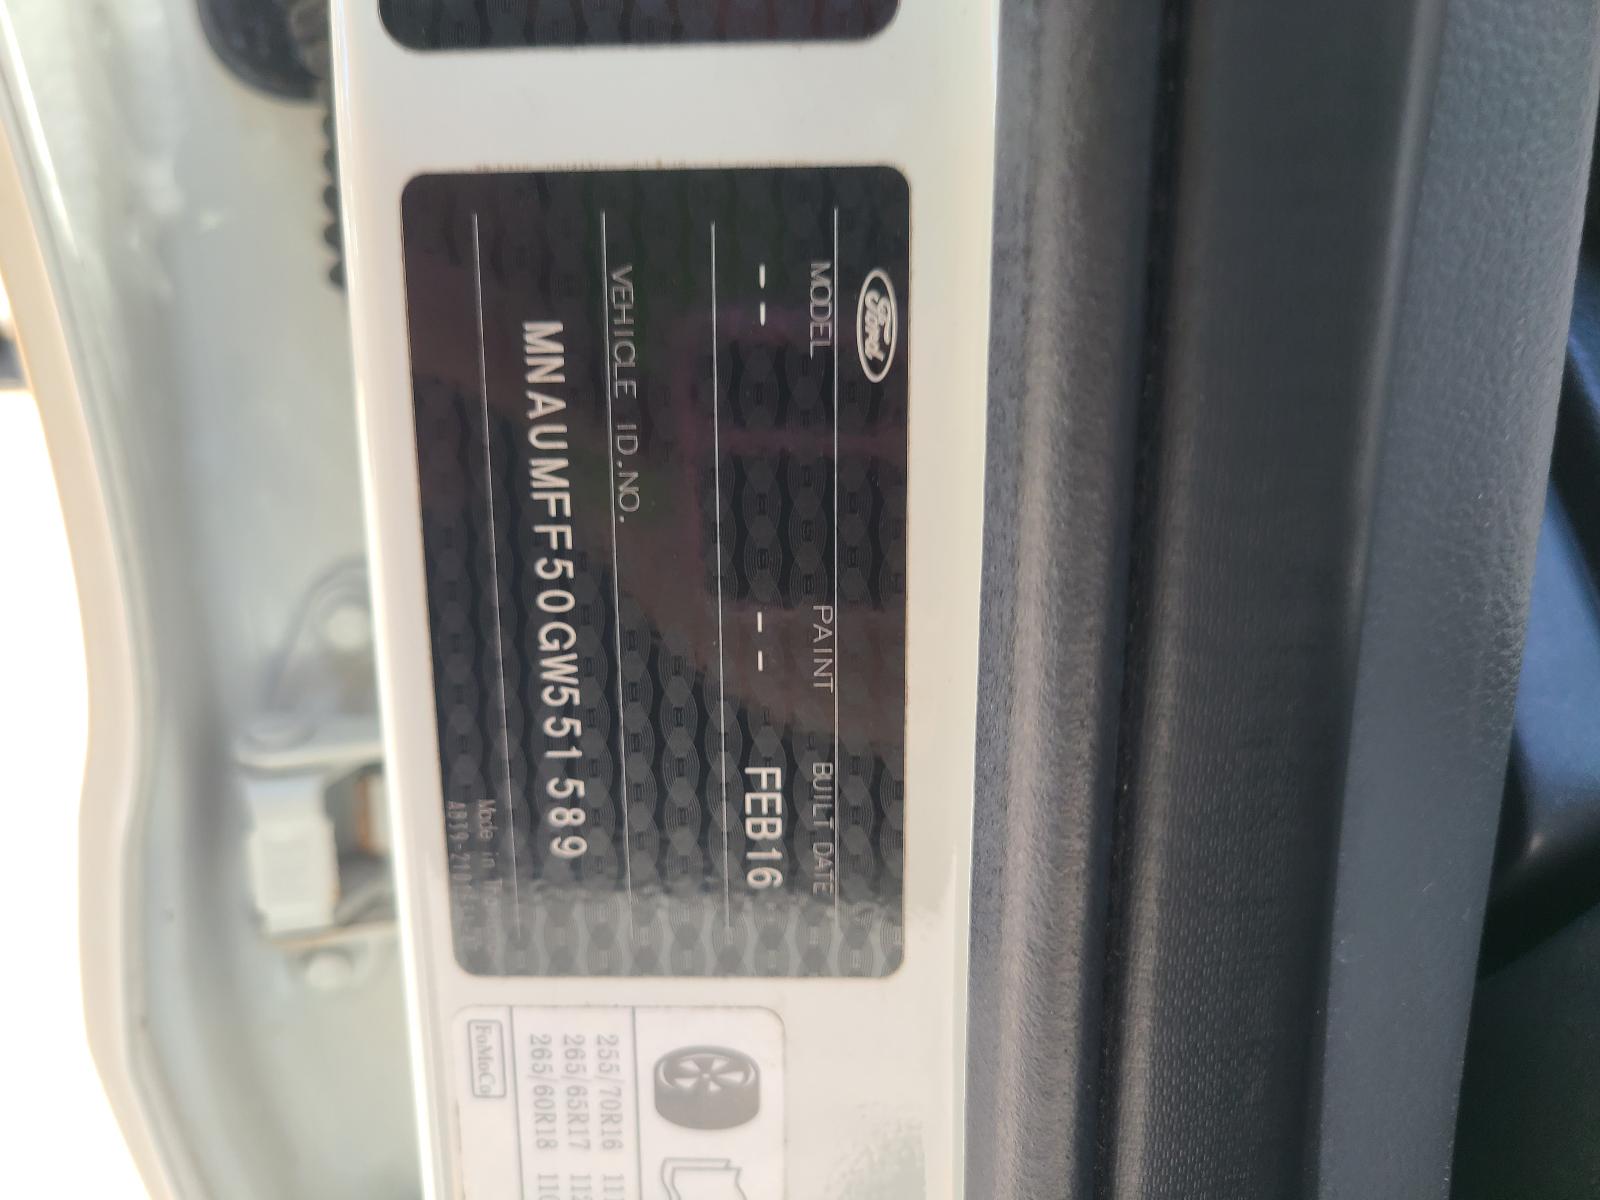 Ford
MODEL PAINT BUILT DATE
-- -- FEB16
VEHICLE ID.NO.
MNAUMFF50GW551589
Made in
255/70R16
265/65R17
265/60R18
FoMoCo